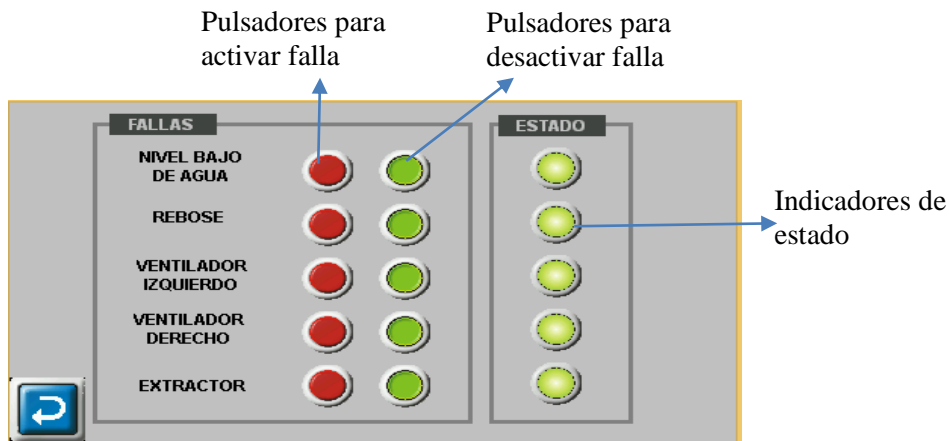 Pulsadores para
activar falla
Pulsadores para
desactivar falla
FALLAS
ESTADO
NIVEL BAJO
DE AGUA
REBOSE
VENTILADOR
IZQUIERDO
VENTILADOR
DERECHO
EXTRACTOR
Indicadores de
estado